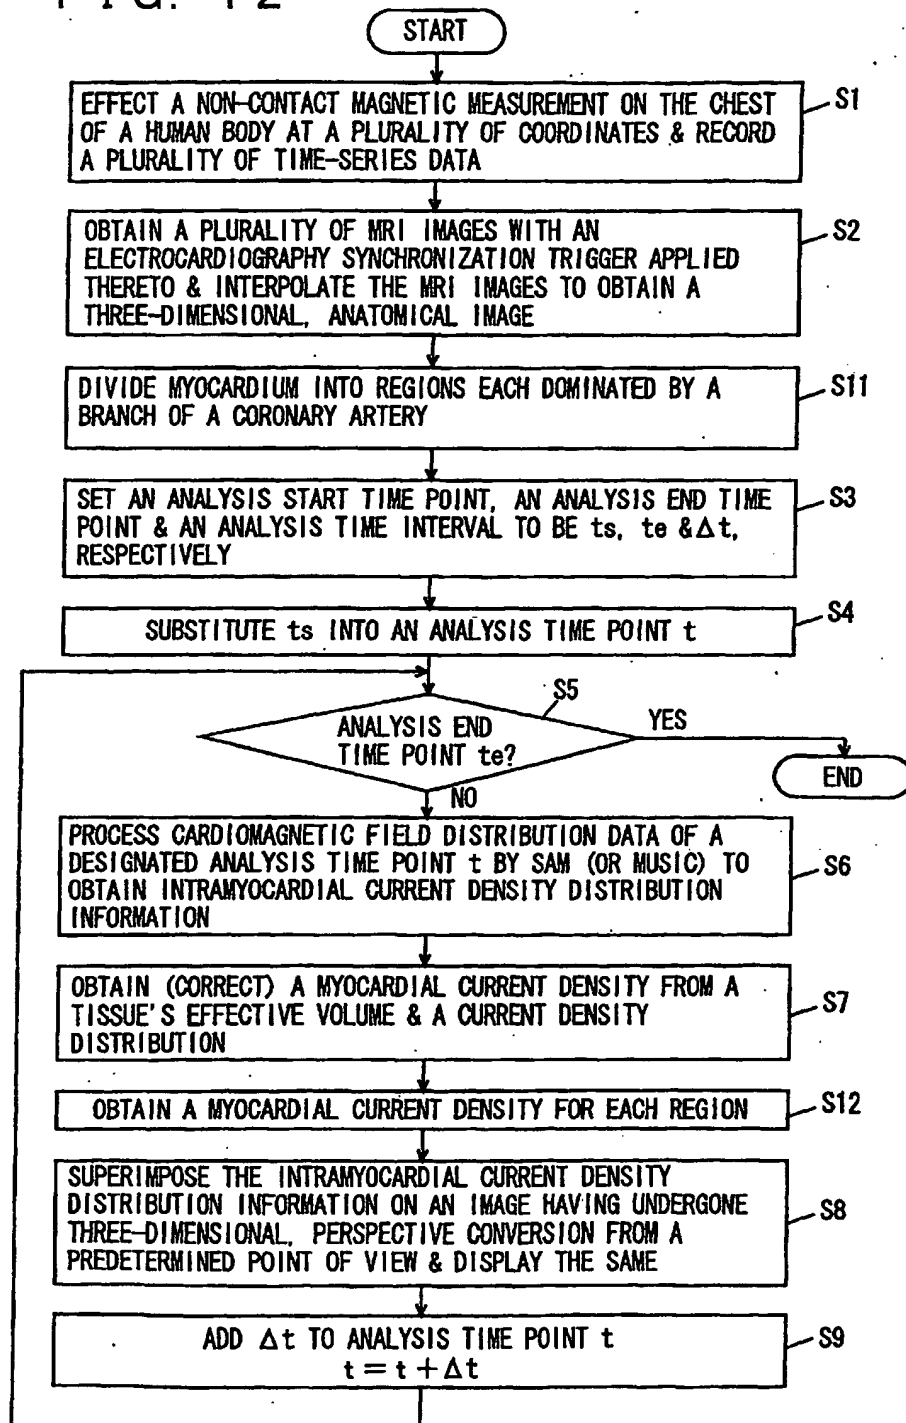 FIG. 12
START
EFFECT A NON-CONTACT MAGNETIC MEASUREMENT ON THE CHEST
OF A HUMAN BODY AT A PLURALITY OF COORDINATES & RECORD
A PLURALITY OF TIME-SERIES DATA
S1
OBTAIN A PLURALITY OF MRI IMAGES WITH AN
ELECTROCARDIOGRAPHY SYNCHRONIZATION TRIGGER APPLIED
THERETO & INTERPOLATE THE MRI IMAGES TO OBTAIN A
THREE-DIMENSIONAL, ANATOMICAL IMAGE
S2
DIVIDE MYOCARDIUM INTO REGIONS EACH DOMINATED BY A
BRANCH OF A CORONARY ARTERY
S11
SET AN ANALYSIS START TIME POINT, AN ANALYSIS END TIME
POINT & AN ANALYSIS TIME INTERVAL TO BE ts, te &Δt,
RESPECTIVELY
S3
SUBSTITUTE ts INTO AN ANALYSIS TIME POINT t
S4
S5
ANALYSIS END
TIME POINT te?
YES
END
NO
PROCESS CARDIOMAGNETIC FIELD DISTRIBUTION DATA OF A
DESIGNATED ANALYSIS TIME POINT t BY SAM (OR MUSIC) TO
OBTAIN INTRAMYOCARDIAL CURRENT DENSITY DISTRIBUTION
INFORMATION
S6
OBTAIN (CORRECT) A MYOCARDIAL CURRENT DENSITY FROM A
TISSUE'S EFFECTIVE VOLUME & A CURRENT DENSITY
DISTRIBUTION
S7
OBTAIN A MYOCARDIAL CURRENT DENSITY FOR EACH REGION
S12
SUPERIMPOSE THE INTRAMYOCARDIAL CURRENT DENSITY
DISTRIBUTION INFORMATION ON AN IMAGE HAVING UNDERGONE
THREE-DIMENSIONAL, PERSPECTIVE CONVERSION FROM A
PREDETERMINED POINT OF VIEW & DISPLAY THE SAME
S8
ADD Δt TO ANALYSIS TIME POINT t
t = t + Δt
S9